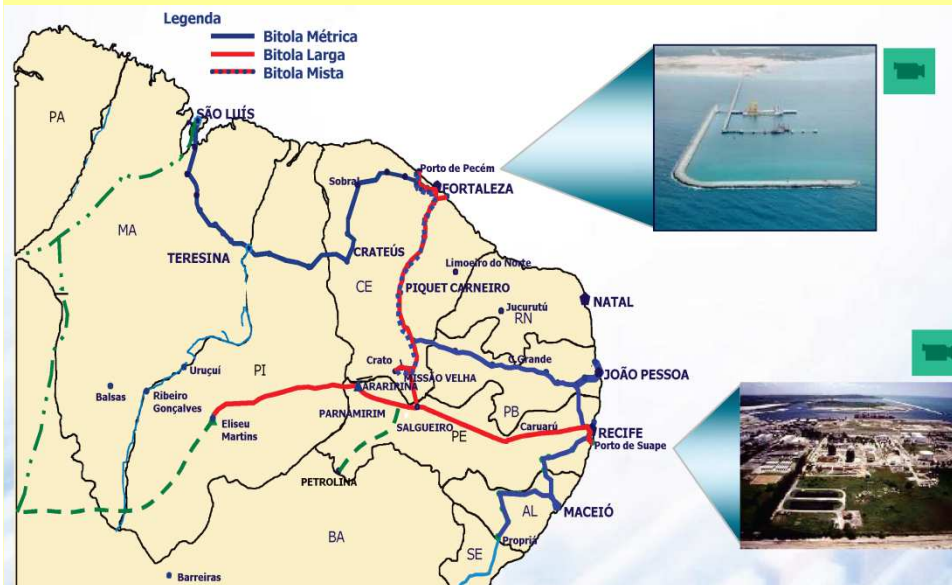 Legenda
Bitola Métrica
Bitola Larga
Bitola Mista
PA
SÃO LUÍS
Porto de Pecém
Sobral
FORTALEZA
MA
TERESINA
CRATEÚS
Limoeiro do Norte
CE
PIQUET CARNEIRO
NATAL
Jucurutú
RN
Uruçuí
PI
Crato
C.Grande
JOÃO PESSOA
Balsas
Ribeiro
Gonçalves
MISSÃO VELHA
ARARIPINA
Eliseu
Martins
PARNAMIRIM
PB
SALGUEIRO
PE
Caruarú
RECIFE
Porto de Suape
PETROLINA
MACEIÓ
AL
BA
Propriá
SE
Barreiras